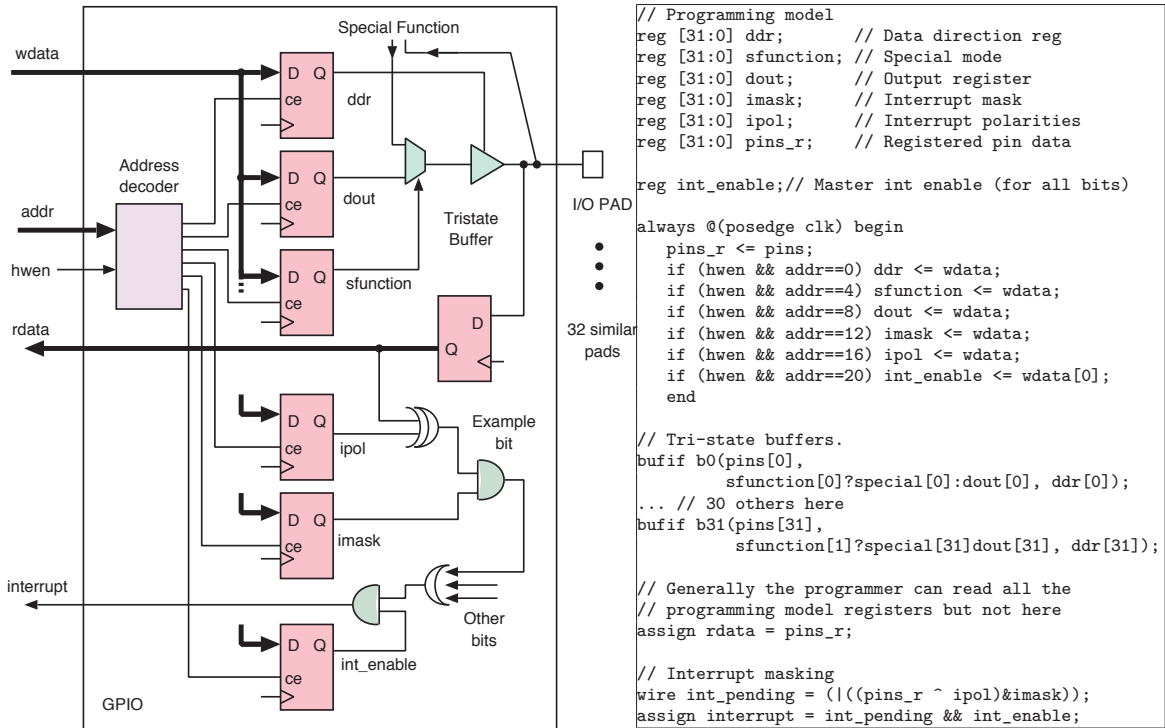 Special Function
wdata
D Q
ce
ddr
Address
decoder
D Q
ce
dout
addr
hwen
Tristate
Buffer
I/O PAD
D Q
ce
sfunction
rdata
D
Q
32 similar
pads
D Q
ce
ipol
Example
bit
D Q
ce
imask
interrupt
Other
bits
D Q
ce
int_enable
GPIO
// Programming model
reg [31:0] ddr; // Data direction reg
reg [31:0] sfunction; // Special mode
reg [31:0] dout; // Output register
reg [31:0] imask; // Interrupt mask
reg [31:0] ipol; // Interrupt polarities
reg [31:0] pins_r; // Registered pin data
reg int_enable;// Master int enable (for all bits)
always @(posedge clk) begin
pins_r <= pins;
if (hwen && addr==0) ddr <= wdata;
if (hwen && addr==4) sfunction <= wdata;
if (hwen && addr==8) dout <= wdata;
if (hwen && addr==12) imask <= wdata;
if (hwen && addr==16) ipol <= wdata;
if (hwen && addr==20) int_enable <= wdata[0];
end
// Tri-state buffers.
bufif b0(pins[0],
sfunction[0]?special[0]:dout[0], ddr[0]);
... // 30 others here
bufif b31(pins[31],
sfunction[1]?special[31]dout[31], ddr[31]);
// Generally the programmer can read all the
// programming model registers but not here
assign rdata = pins_r;
// Interrupt masking
wire int_pending = (|((pins_r ^ ipol)&imask));
assign interrupt = int_pending && int_enable;